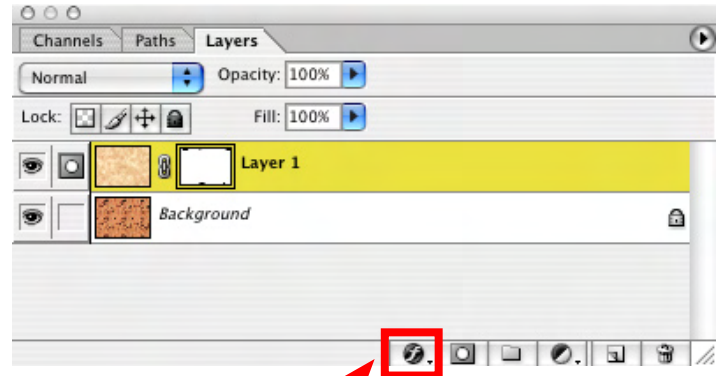 Channels Paths Layers
Normal Opacity: 100%
Lock: Fill: 100%
Layer 1
Background